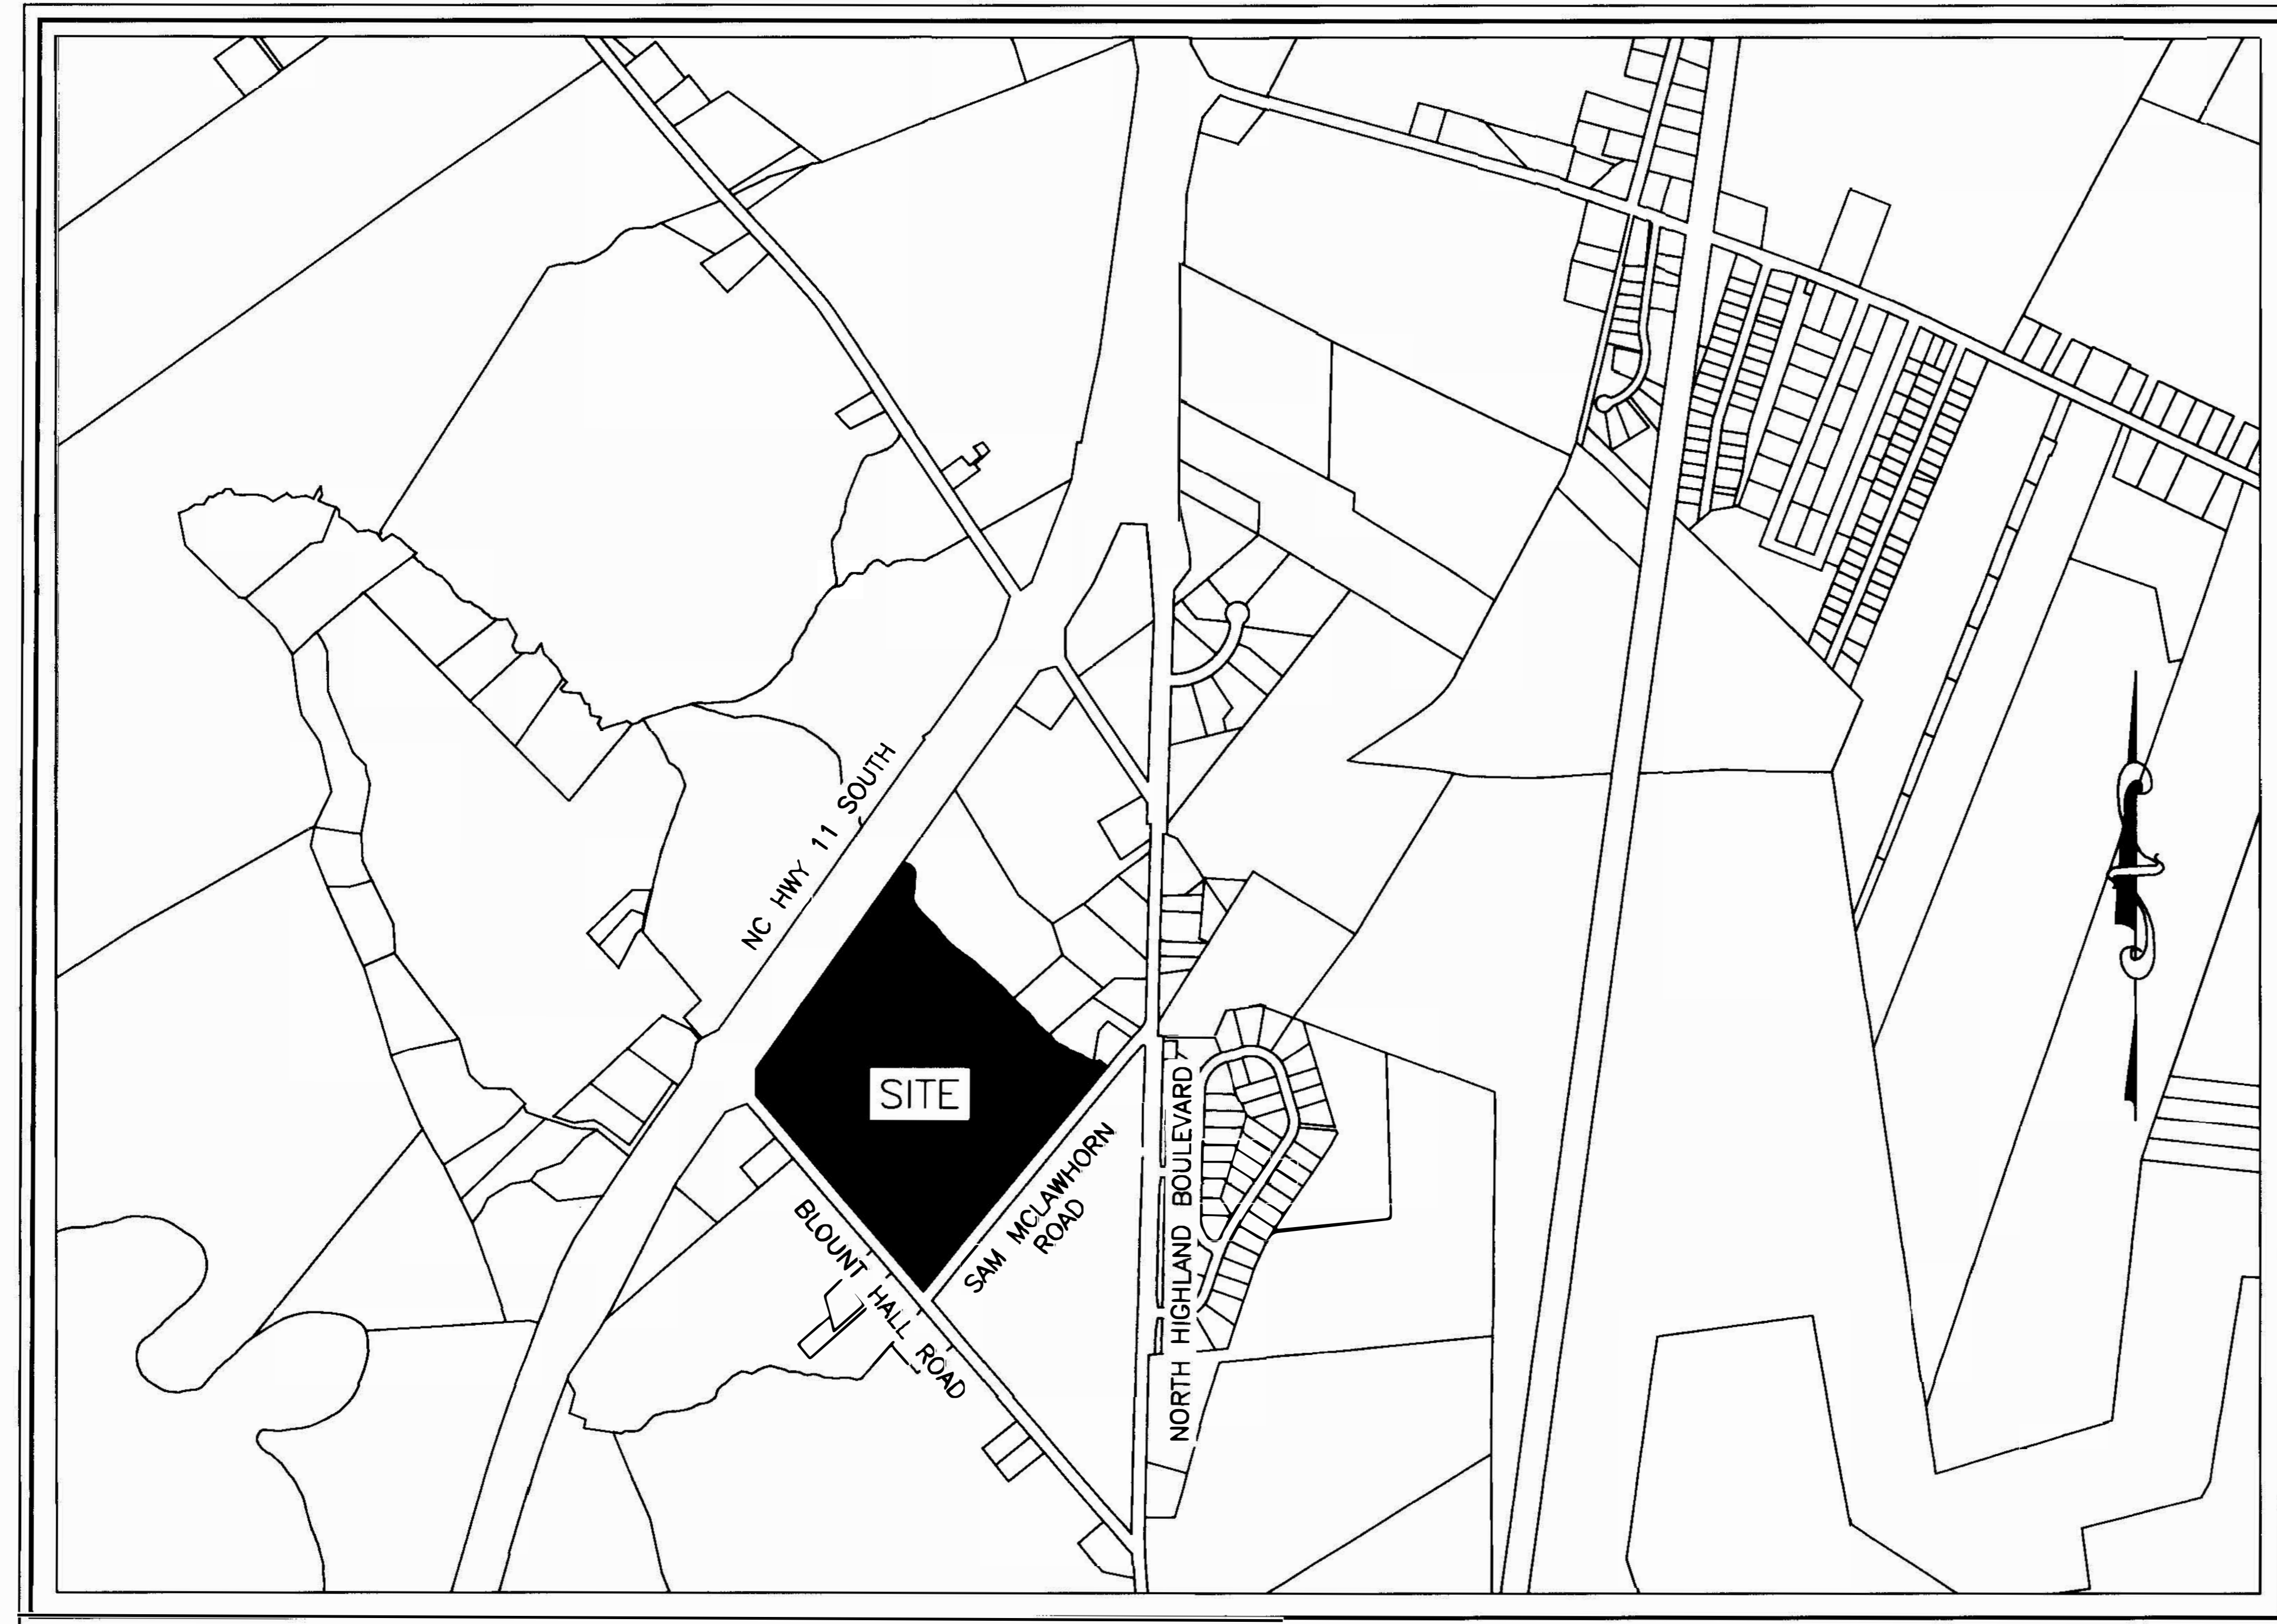 NC HWY 11 SOUTH
SITE
SAM MCLAWHORN
ROAD
BLOUNT HALL ROAD
NORTH HIGHLAND BOULEVARD